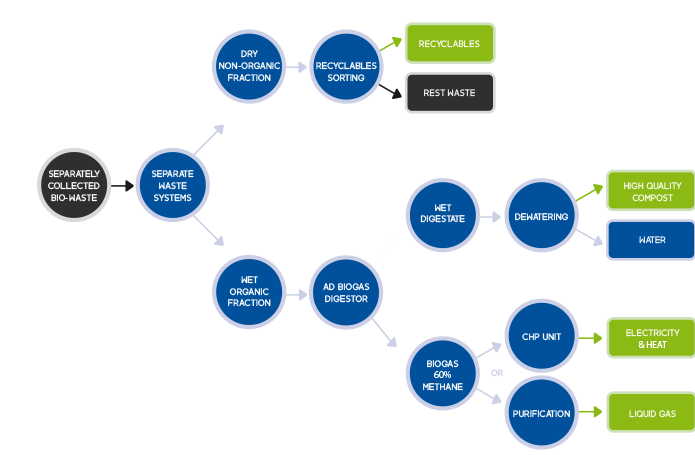 DRY
NON-ORGANIC
FRACTION
RECYCLABLES
SORTING
RECYCLABLES
REST WASTE
SEPARATELY
COLLECTED
BIO-WASTE
SEPARATE
WASTE
SYSTEMS
WET
DIGESTATE
DEWATERING
HIGH QUALITY
COMPOST
WATER
WET
ORGANIC
FRACTION
AD BIOGAS
DIGESTOR
BIOGAS
60%
METHANE
OR
CHP UNIT
ELECTRICITY
& HEAT
PURIFICATION
LIQUID GAS